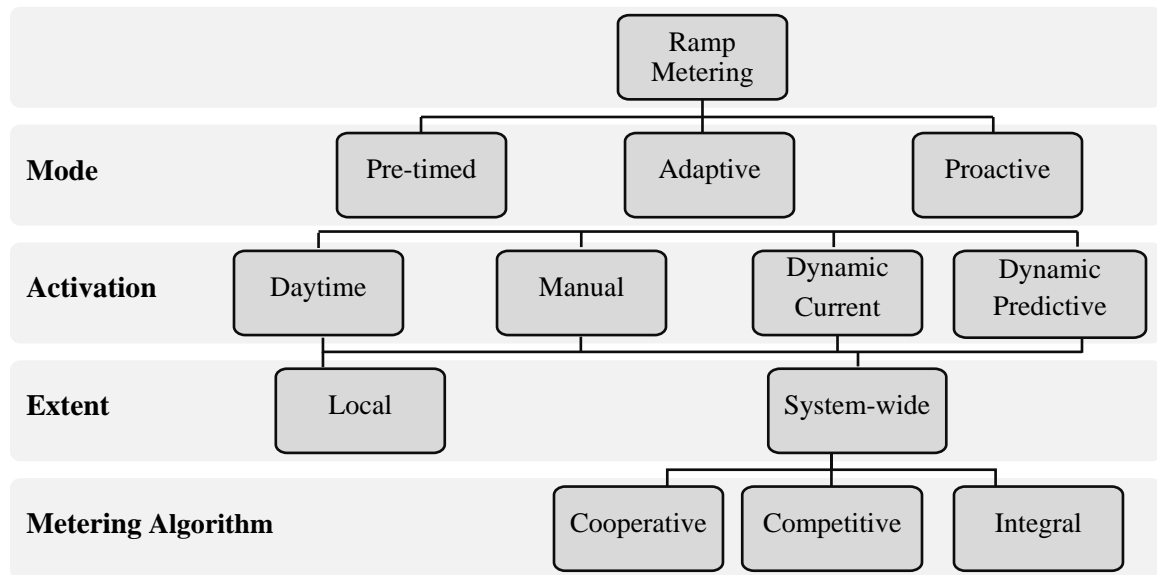 Ramp
Metering
Mode
Pre-timed
Adaptive
Proactive
Activation
Daytime
Manual
Dynamic
Current
Dynamic
Predictive
Extent
Local
System-wide
Metering Algorithm
Cooperative
Competitive
Integral